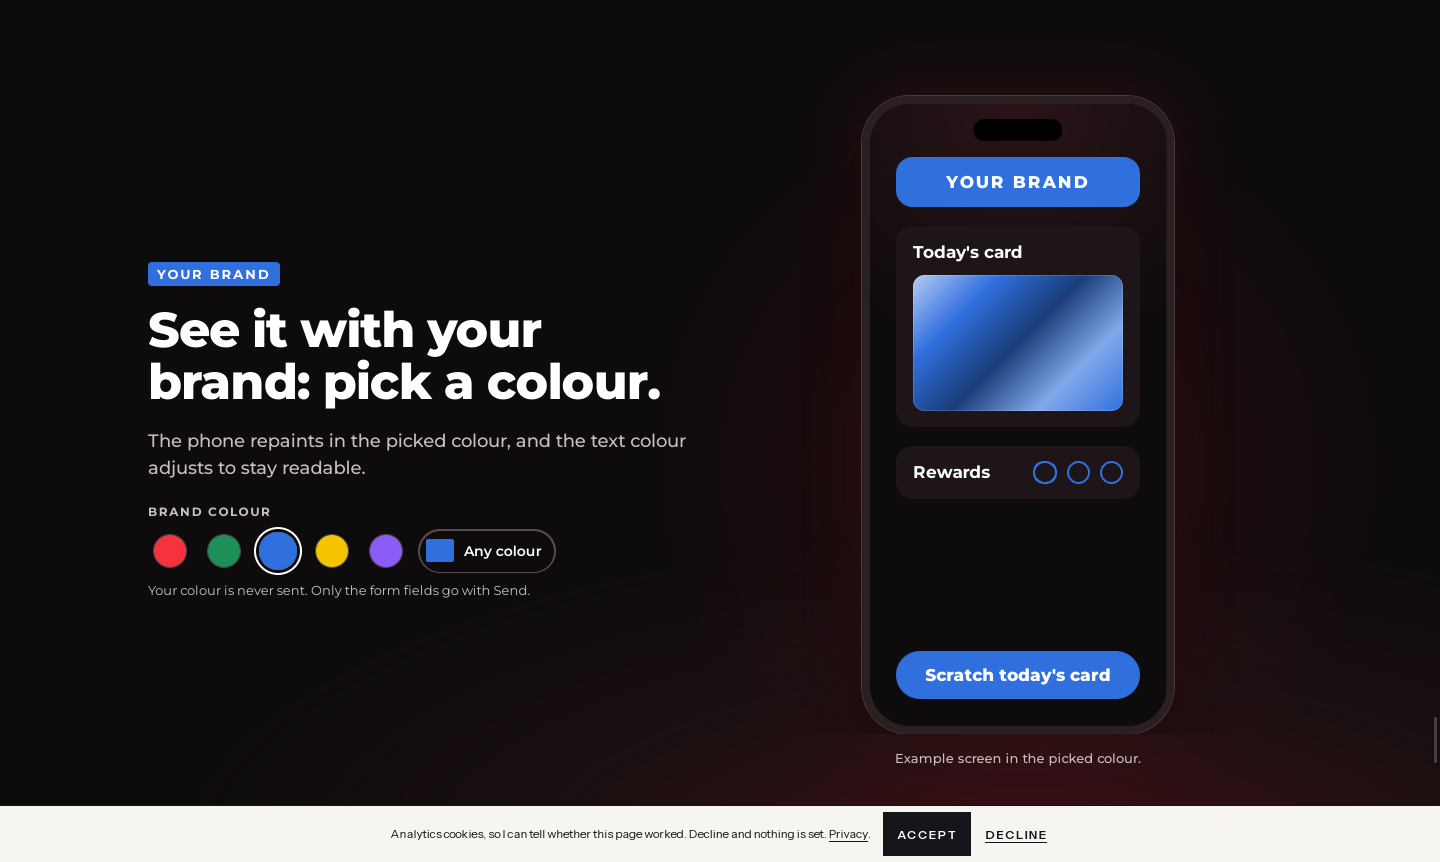 YOUR BRAND
See it with your
brand: pick a colour.
The phone repaints in the picked colour, and the text colour
adjusts to stay readable.
BRAND COLOUR
Any colour
Your colour is never sent. Only the form fields go with Send.
YOUR BRAND
Today's card
Rewards
Scratch today's card
Example screen in the picked colour.
Analytics cookies, so I can tell whether this page worked. Decline and nothing is set. Privacy.
ACCEPT
DECLINE